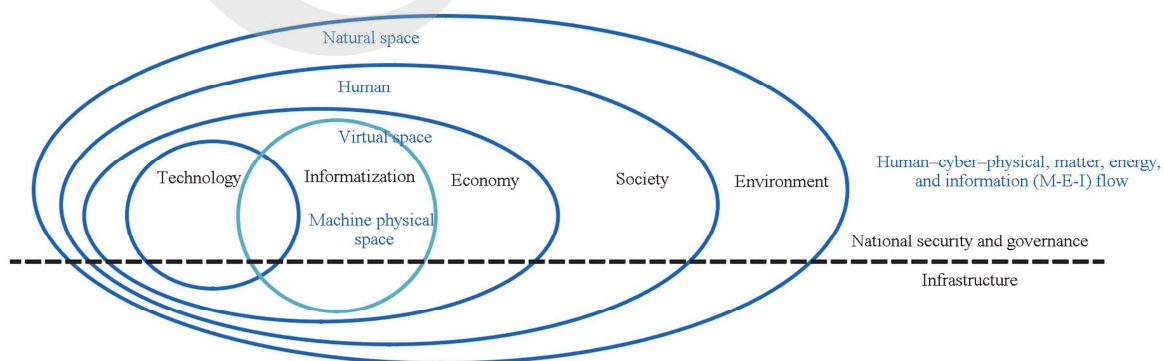 Natural space
Human
Virtual space
Technology
Informatization
Economy
Society
Environment
Machine physical
space
Human–cyber–physical; matter, energy,
and information (M-E-I) flow
National security and governance
Infrastructure